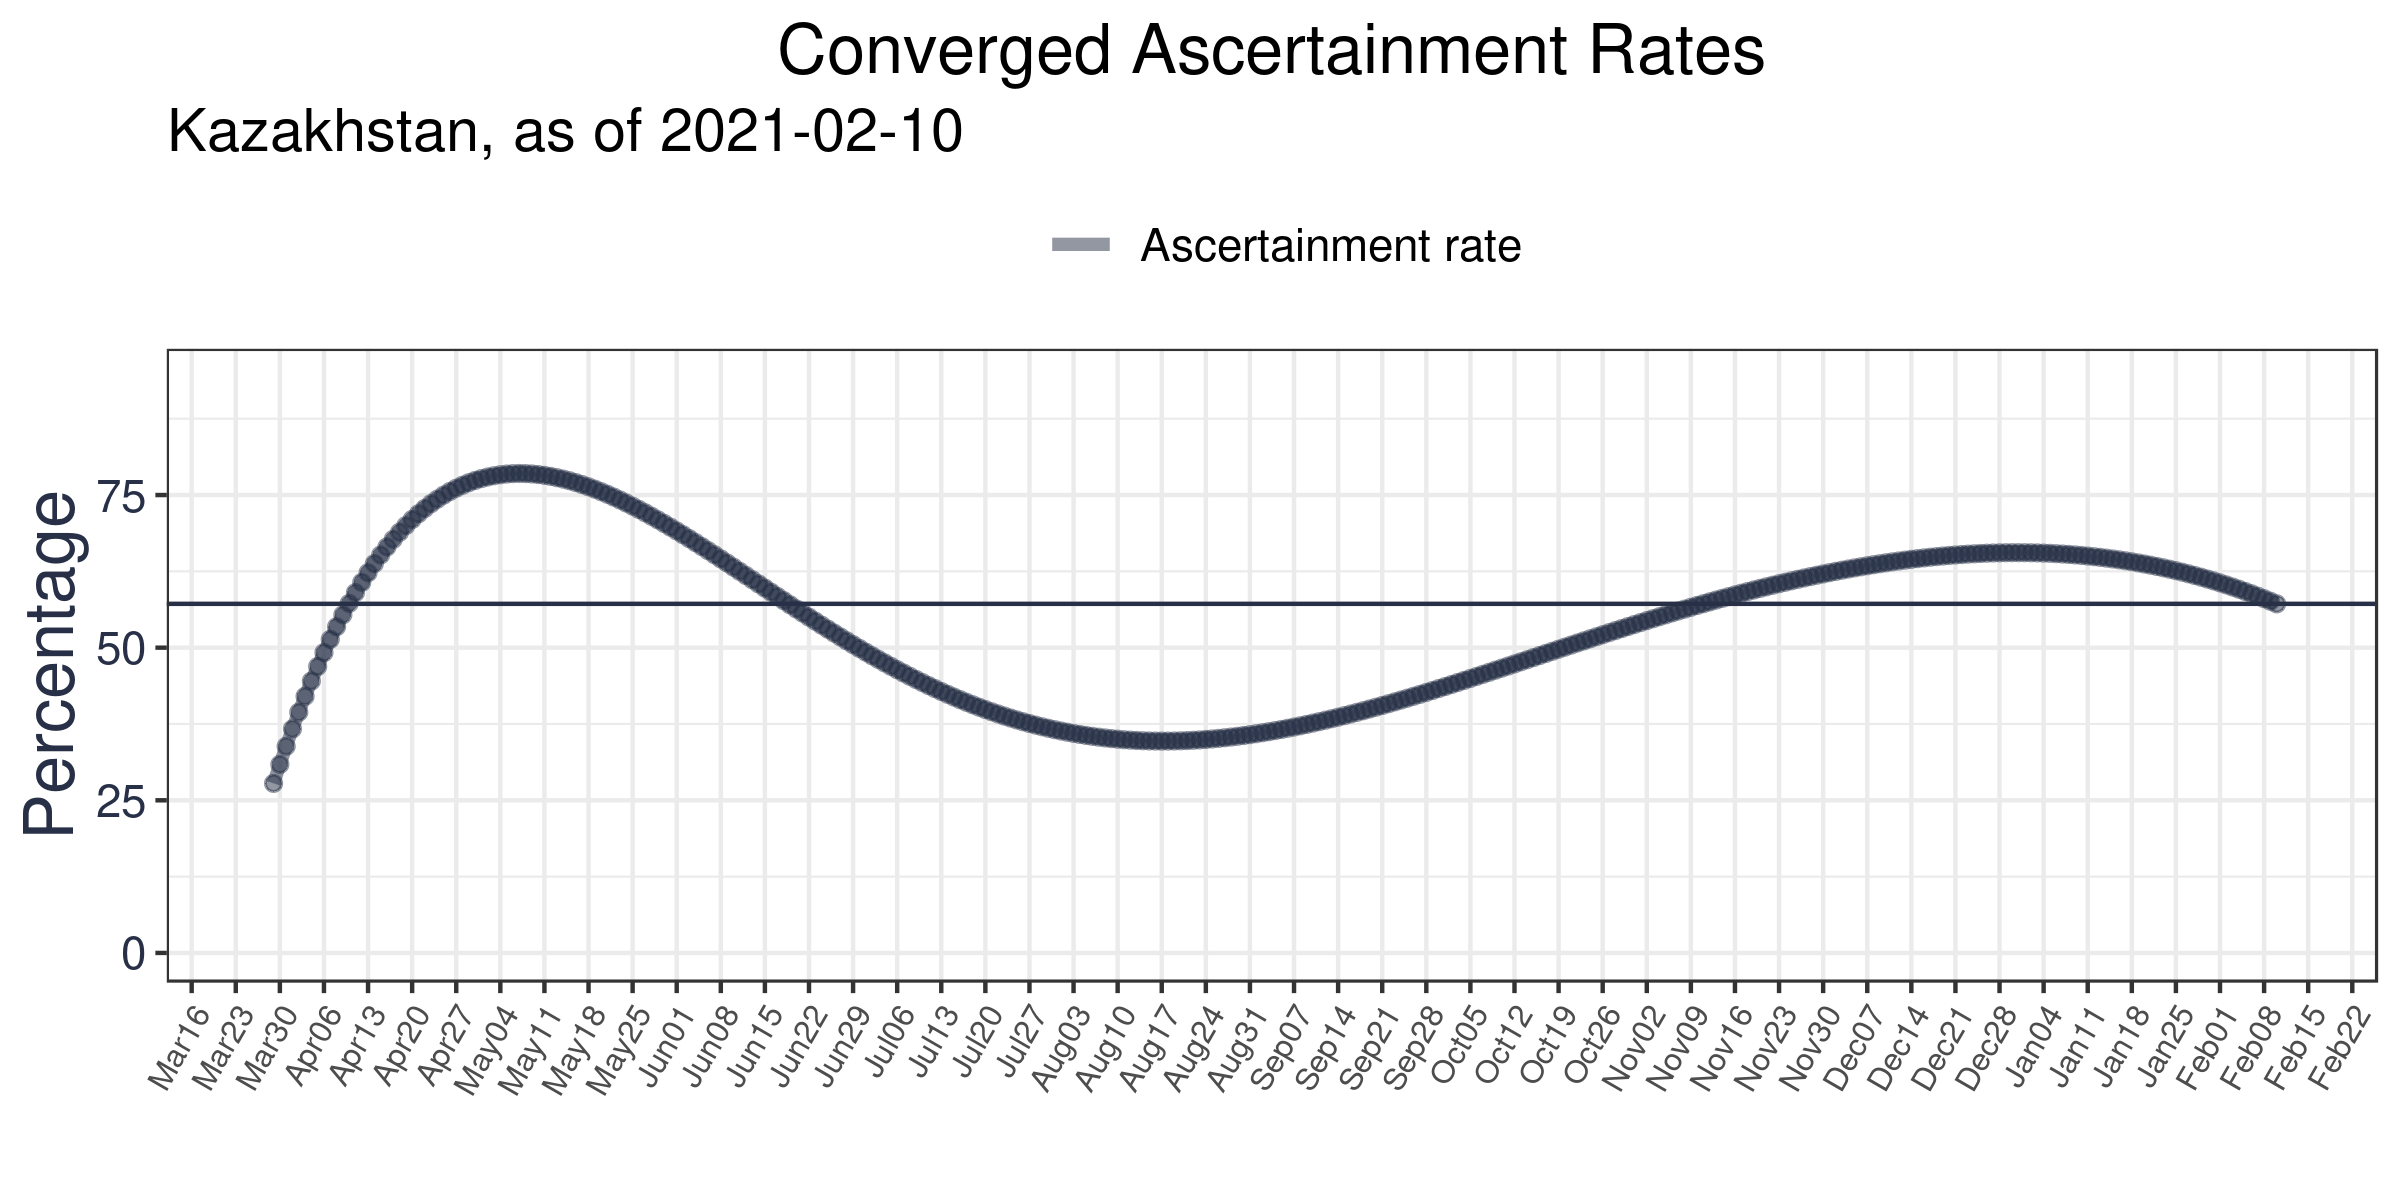 Converged Ascertainment Rates
Kazakhstan, as of 2021-02-10
Ascertainment rate
Percentage
75
50
25
0
Mar16 Mar23 Mar30 Apr06 Apr13 Apr20 Apr27 May04 May11 May18 May25 Jun01 Jun08 Jun15 Jun22 Jun29 Jul06 Jul13 Jul20 Jul27 Aug03 Aug10 Aug17 Aug24 Aug31 Sep07 Sep14 Sep21 Sep28 Oct05 Oct12 Oct19 Oct26 Nov02 Nov09 Nov16 Nov23 Nov30 Dec07 Dec14 Dec21 Dec28 Jan04 Jan11 Jan18 Jan25 Feb01 Feb08 Feb15 Feb22